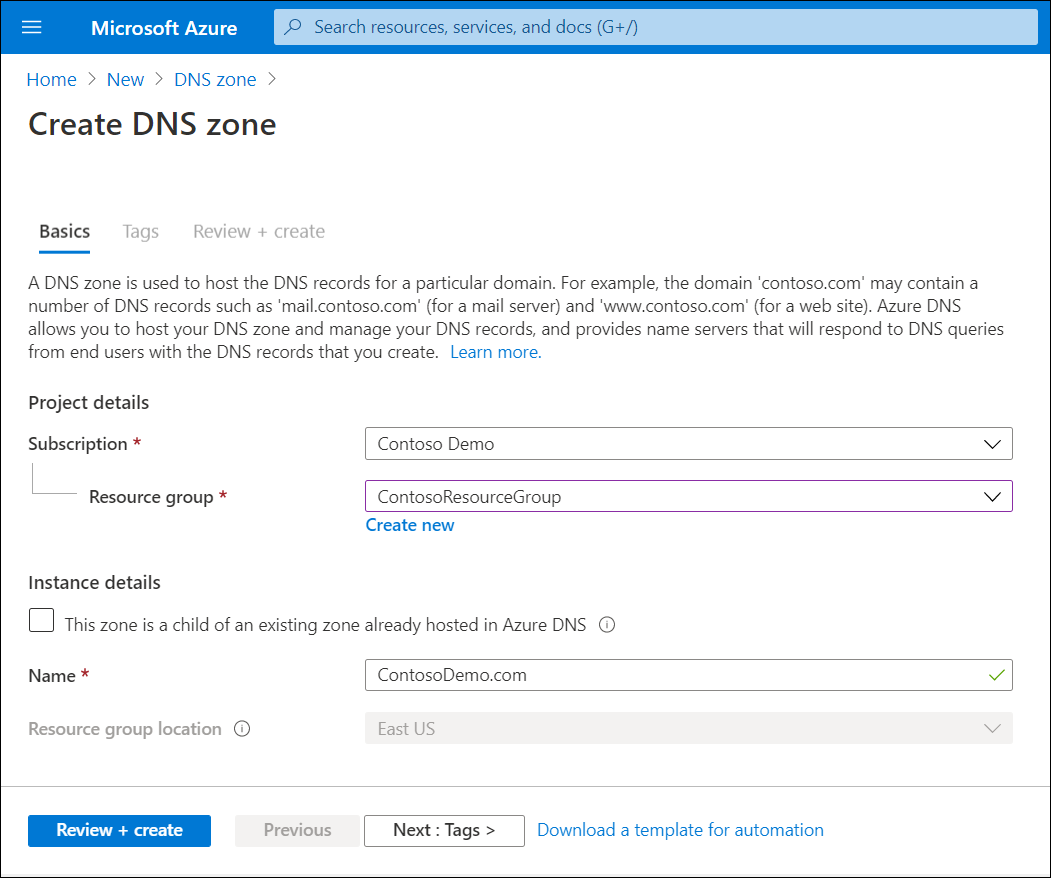 Microsoft Azure
Search resources, services, and docs (G+/)
Home > New > DNS zone >
Create DNS zone
Basics Tags Review + create
A DNS zone is used to host the DNS records for a particular domain. For example, the domain 'contoso.com' may contain a
number of DNS records such as 'mail.contoso.com' (for a mail server) and 'www.contoso.com' (for a web site). Azure DNS
allows you to host your DNS zone and manage your DNS records, and provides name servers that will respond to DNS queries
from end users with the DNS records that you create. Learn more.
Project details
Subscription * Contoso Demo
Resource group * ContosoResourceGroup
Create new
Instance details
This zone is a child of an existing zone already hosted in Azure DNS
Name * ContosoDemo.com
Resource group location East US
Review + create Previous Next : Tags > Download a template for automation